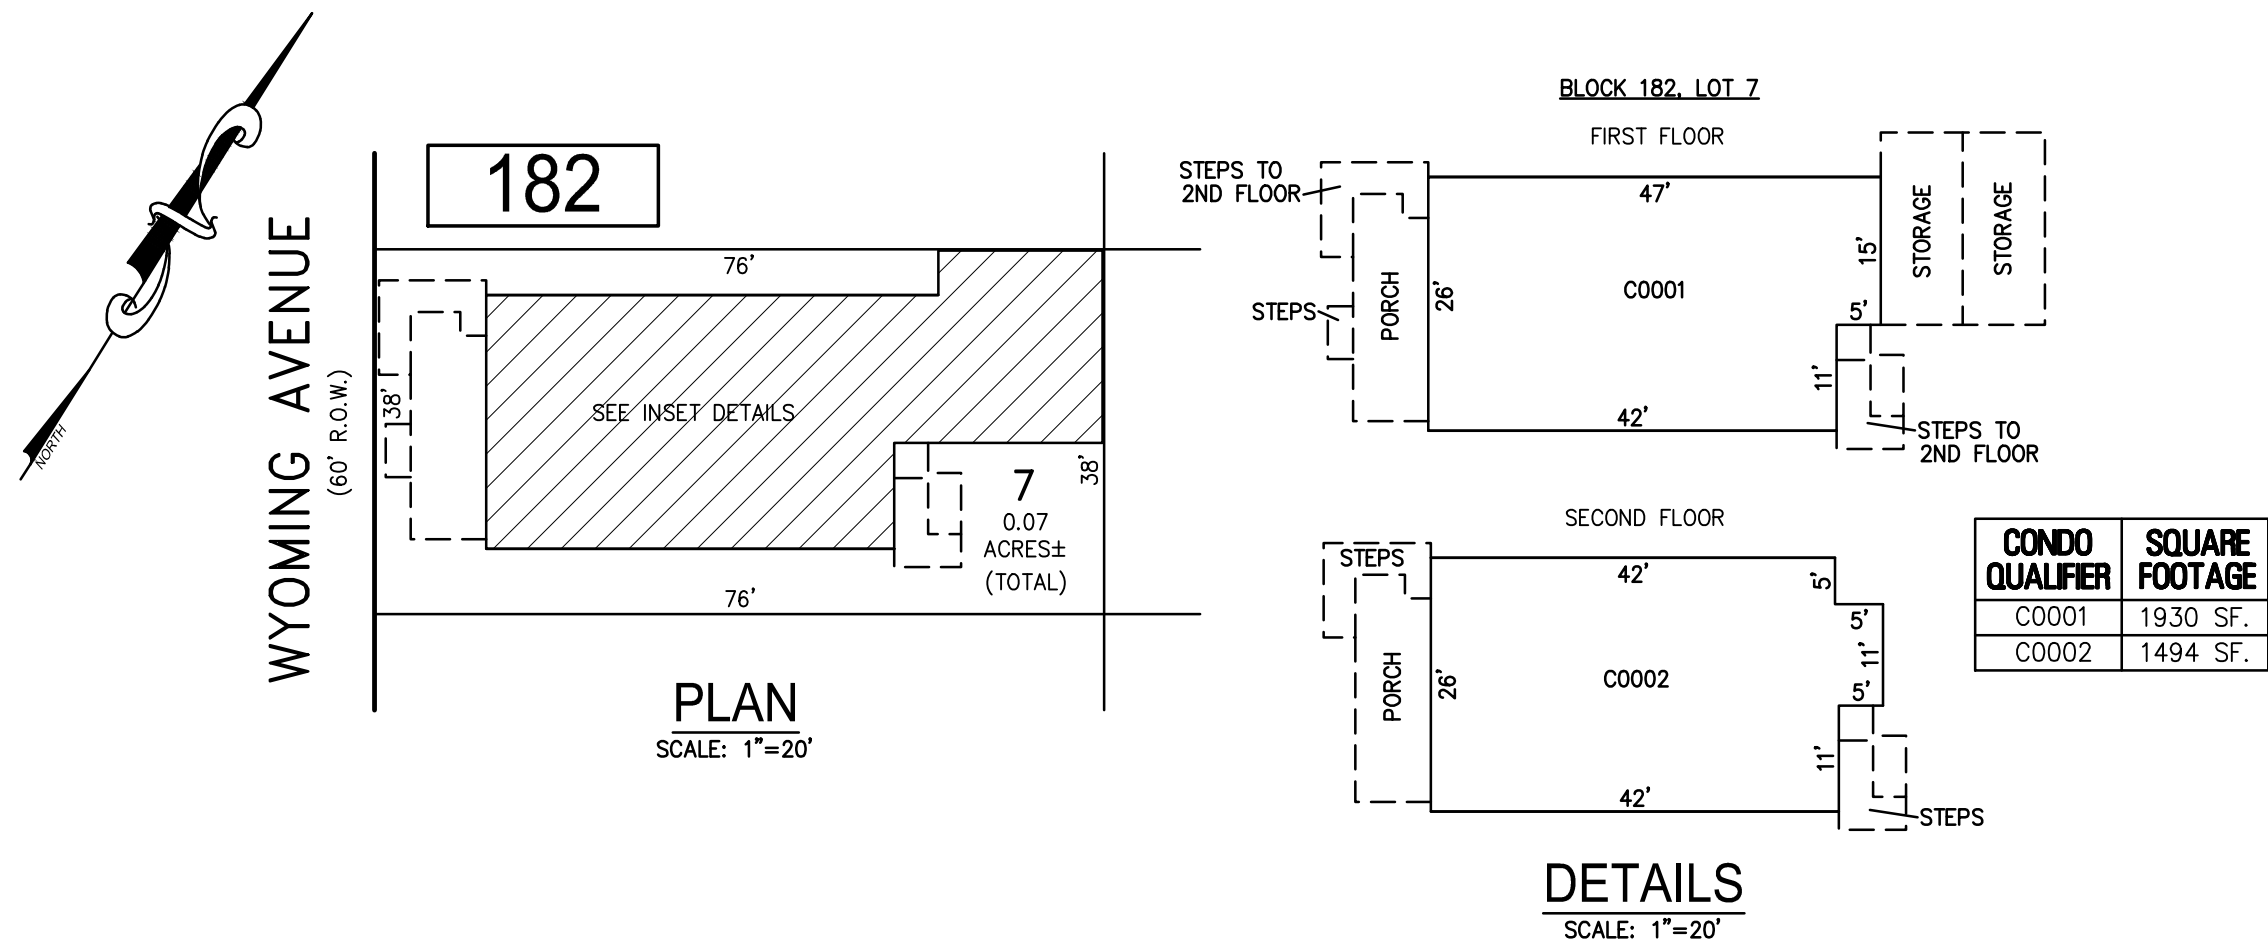 NORTH
WYOMING AVENUE
(60' R.O.W.)
182
76'
38'
SEE INSET DETAILS
38'
7
0.07
ACRES±
(TOTAL)
76'
PLAN
SCALE: 1"=20'
BLOCK 182, LOT 7
FIRST FLOOR
STEPS TO
2ND FLOOR
47'
STEPS
PORCH
26'
C0001
15'
STORAGE
STORAGE
5'
11'
42'
STEPS TO
2ND FLOOR
SECOND FLOOR
STEPS
42'
5'
5'
PORCH
26'
C0002
11'
5'
11'
42'
STEPS
DETAILS
SCALE: 1"=20'
CONDO QUALIFIER SQUARE FOOTAGE
C0001 1930 SF.
C0002 1494 SF.